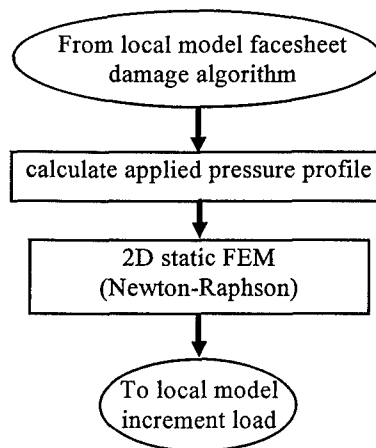 From local model facesheet
damage algorithm
calculate applied pressure profile
2D static FEM
(Newton-Raphson)
To local model
increment load